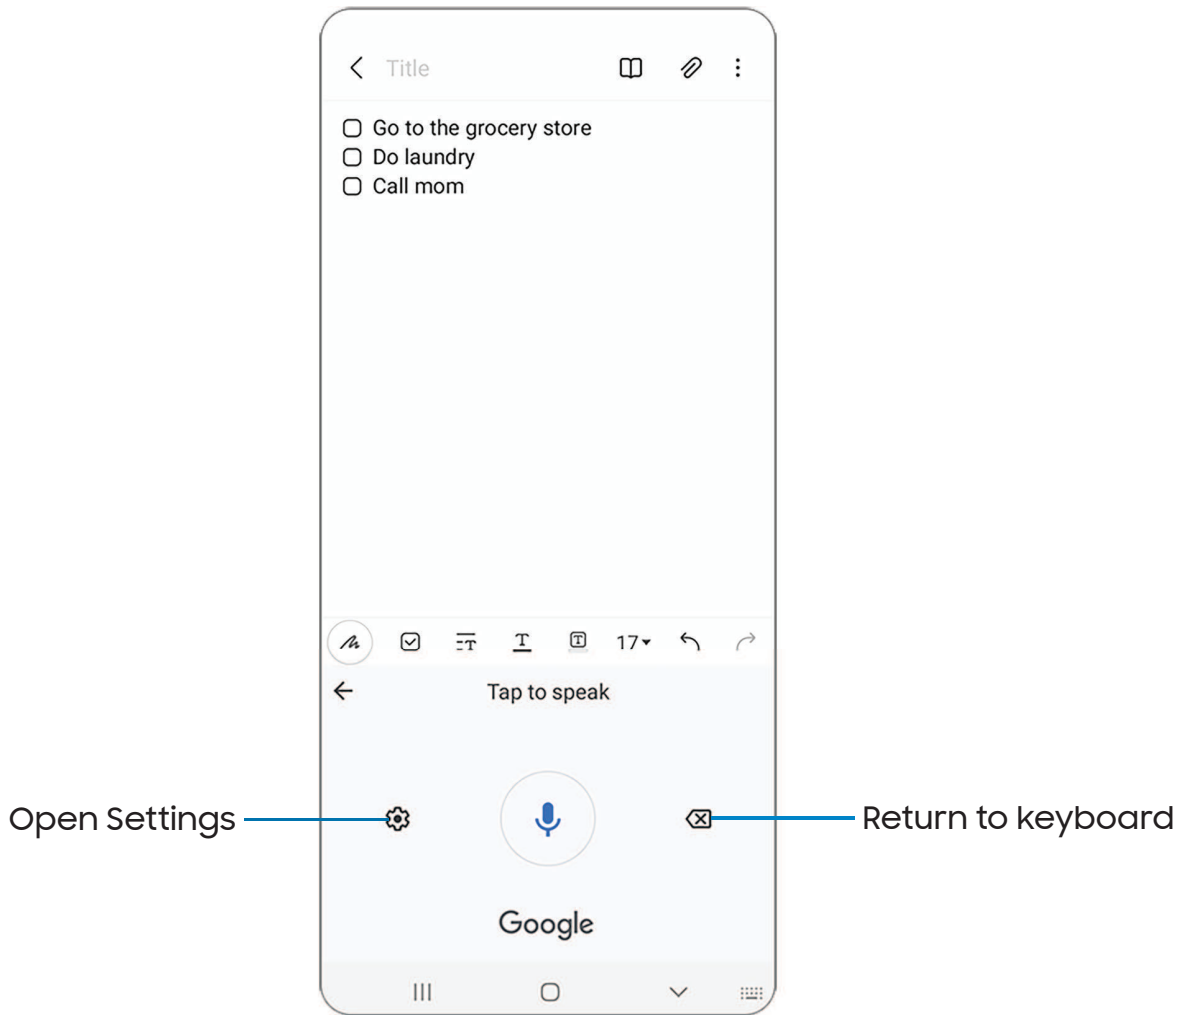 Title
Go to the grocery store
Do laundry
Call mom
17
Tap to speak
Open Settings
Return to keyboard
Google